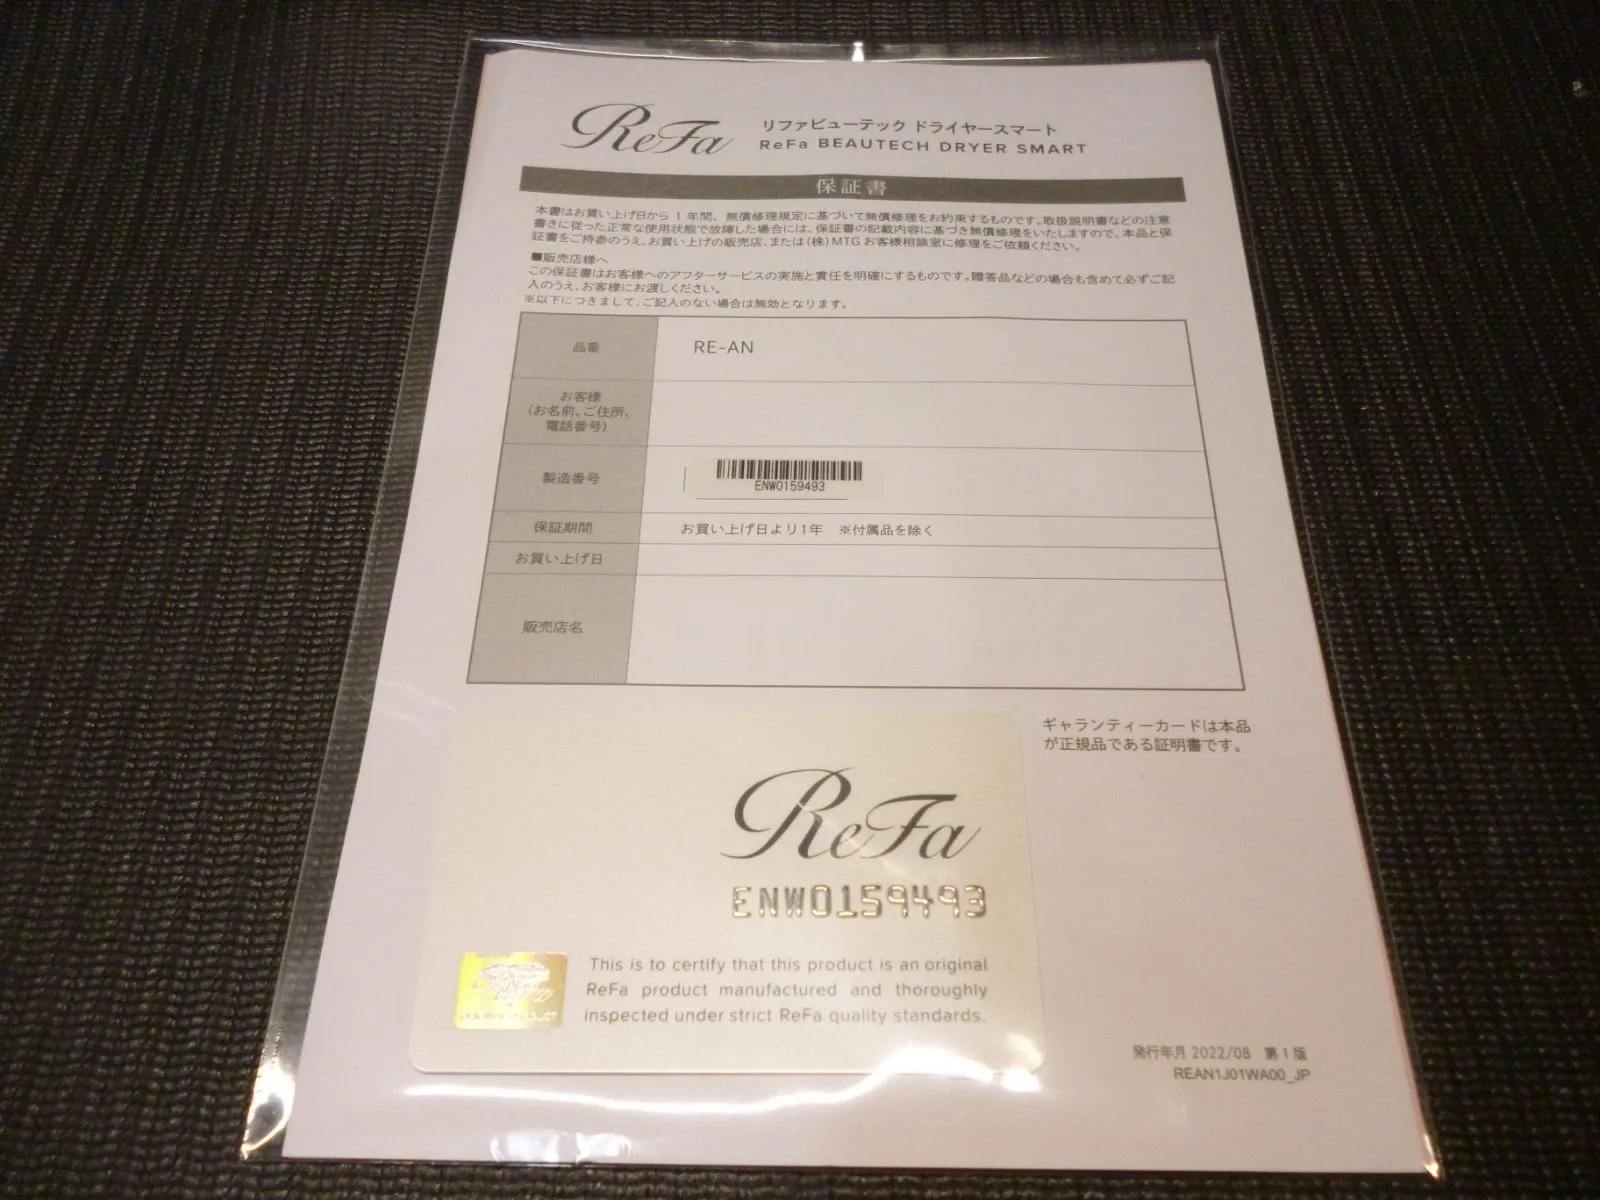 ReFa
リファビューテック ドライヤースマート
ReFa BEAUTECH DRYER SMART
保証書
本書はお買い上げ日から 1 年間、無償修理規定に基づいて無償修理をお約束するものです。取扱説明書などの注意
書きに従った正常な使用状態で故障した場合には、保証書の記載内容に基づき無償修理をいたしますので、本品と保
証書をご持参のうえ、お買い上げの販売店、または(株)MTG お客様相談室に修理をご依頼ください。
■販売店様へ
この保証書はお客様へのアフターサービスの実施と責任を明確にするものです。贈答品などの場合も含めて必ずご記
入のうえ、お客様にお渡しください。
※以下につきまして、ご記入のない場合は無効となります。
品番
RE-AN
お客様
(お名前、ご住所、
電話番号)
製造番号
ENW0159493
保証期間
お買い上げ日より1年 ※付属品を除く
お買い上げ日
販売店名
ギャランティーカードは本品
が正規品である証明書です。
ReFa
ENW0159493
This is to certify that this product is an original
ReFa product manufactured and thoroughly
inspected under strict ReFa quality standards.
発行年月 2022/08 第 1 版
REAN1J01WA00_JP